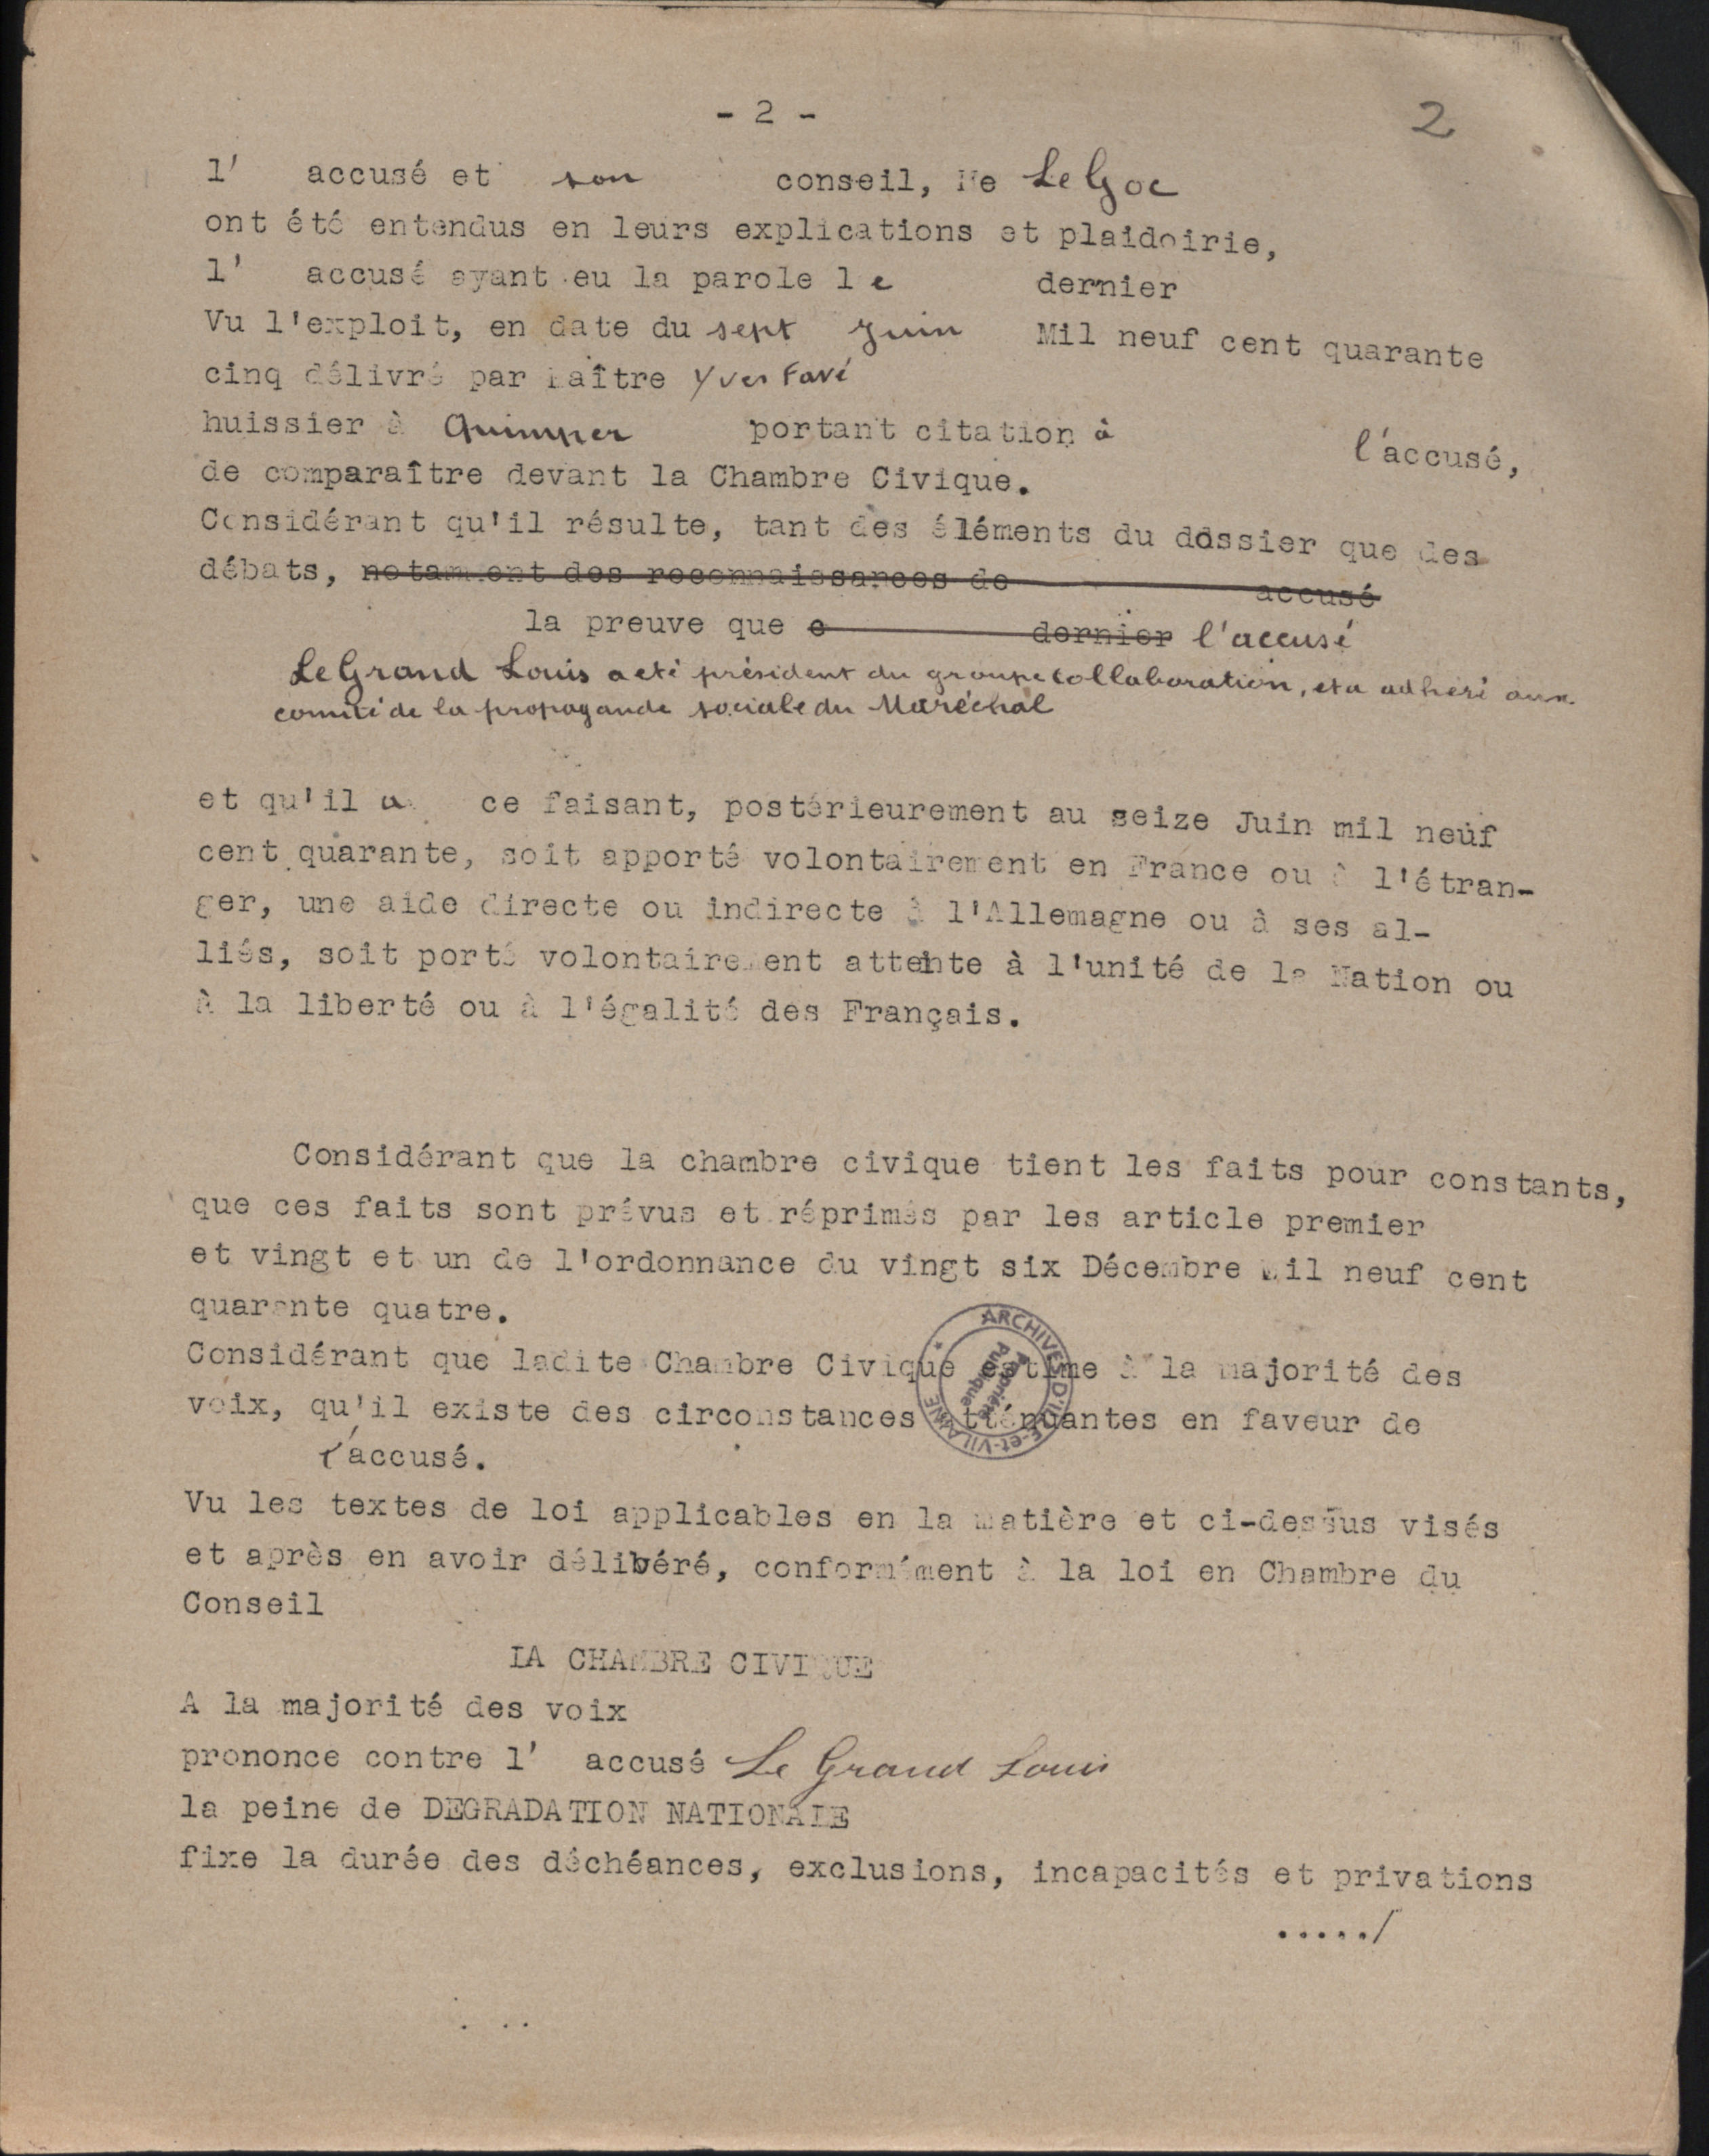 - 2 -
2
l' accusé et son conseil, Me Le Goc
ont été entendus en leurs explications et plaidoirie,
l' accusé ayant eu la parole le dernier
Vu l'exploit, en date du sept Juin Mil neuf cent quarante
cinq délivré par Maître Yves Favé
huissier à Quimper portant citation à l'accusé,
de comparaître devant la Chambre Civique.
Considérant qu'il résulte, tant des éléments du dossier que des
débats, notamment des reconnaissances de accusé
la preuve que e dernier l'accusé
Le Grand Louis a été président du groupe collaboration, et a adhéré aux
comité de la propagande sociale du Maréchal
et qu'il a ce faisant, postérieurement au seize Juin mil neuf
cent quarante, soit apporté volontairement en France ou à l'étran-
ger, une aide directe ou indirecte à l'Allemagne ou à ses al-
liés, soit porté volontairement atteinte à l'unité de la Nation ou
à la liberté ou à l'égalité des Français.
Considérant que la chambre civique tient les faits pour constants,
que ces faits sont prévus et réprimés par les article premier
et vingt et un de l'ordonnance du vingt six Décembre Mil neuf cent
quarante quatre.
Considérant que ladite Chambre Civique estime à la majorité des
voix, qu'il existe des circonstances atténuantes en faveur de
l'accusé.
ARCHIVES D'ILLE-et-VILAINE
Propriété
Publique
Vu les textes de loi applicables en la matière et ci-dessus visés
et après en avoir délibéré, conformément à la loi en Chambre du
Conseil
LA CHAMBRE CIVIQUE
A la majorité des voix
prononce contre l' accusé Le Grand Louis
la peine de DEGRADATION NATIONALE
fixe la durée des déchéances, exclusions, incapacités et privations
...../